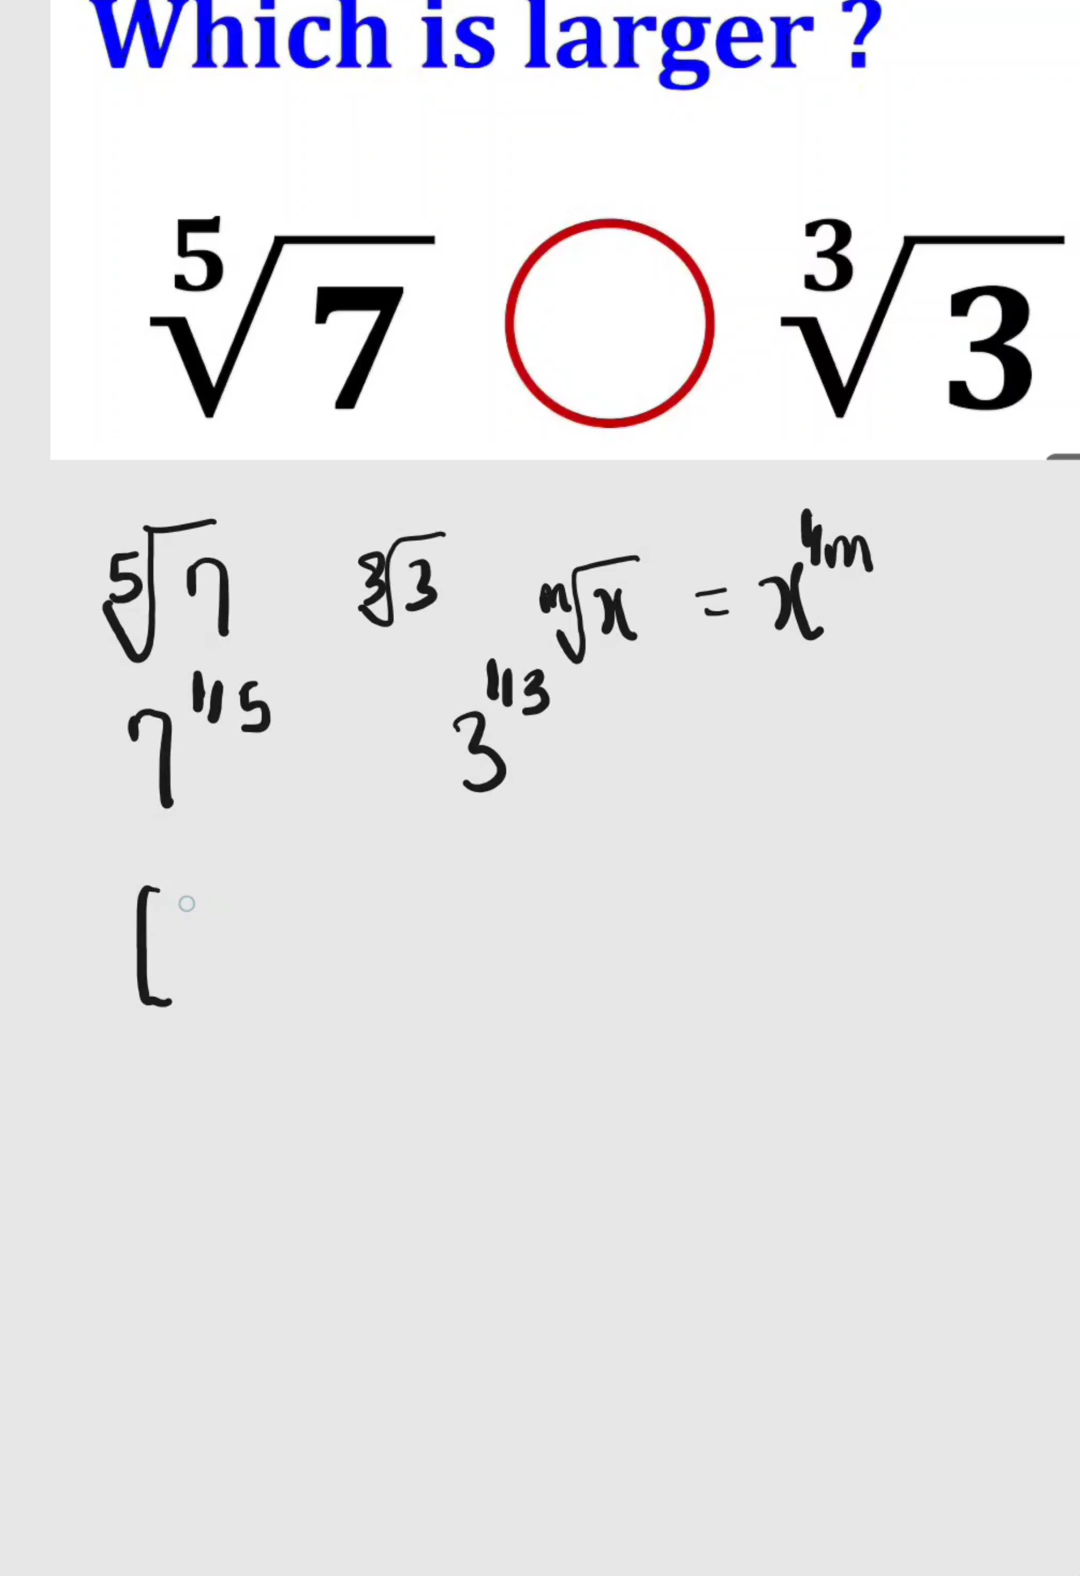 Which is larger ?
⁵√7 ◯ ³√3
⁵√7 ³√3 ᵐ√x = x^1/m
7^1/5 3^1/3
[